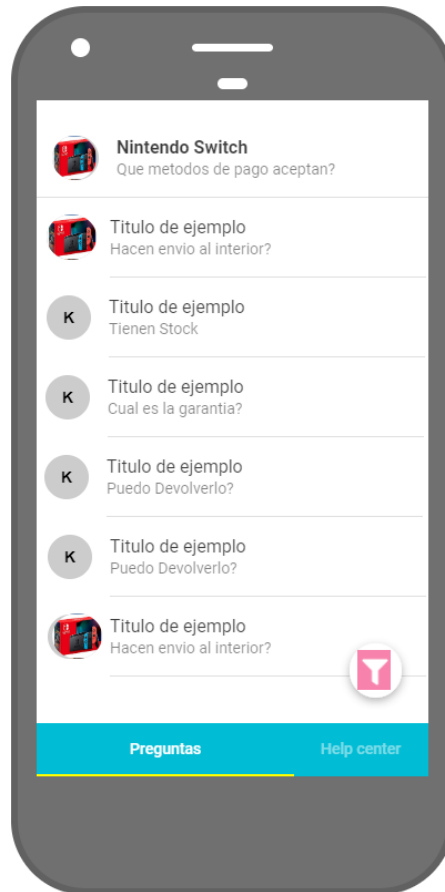 Nintendo Switch
Que metodos de pago aceptan?
Titulo de ejemplo
Hacen envio al interior?
K
Titulo de ejemplo
Tienen Stock
K
Titulo de ejemplo
Cual es la garantia?
K
Titulo de ejemplo
Puedo Devolverlo?
K
Titulo de ejemplo
Puedo Devolverlo?
Titulo de ejemplo
Hacen envio al interior?
Preguntas
Help center